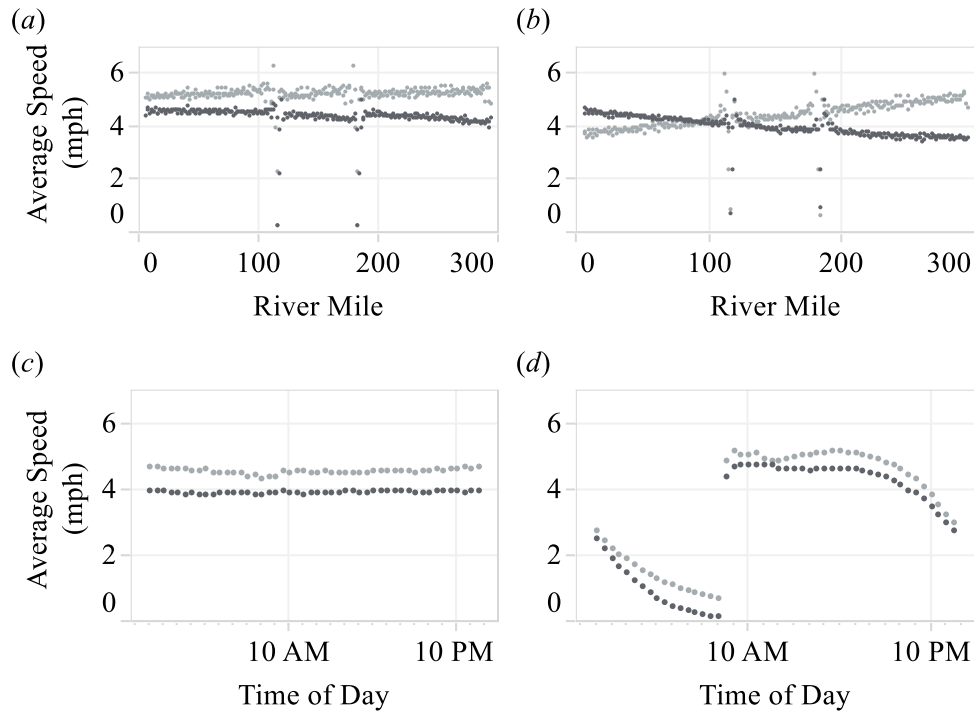 (a)
Average Speed
(mph)
6
4
2
0
0 100 200 300
River Mile
(b)
6
4
2
0
0 100 200 300
River Mile
(c)
Average Speed
(mph)
6
4
2
0
10 AM 10 PM
Time of Day
(d)
6
4
2
0
10 AM 10 PM
Time of Day